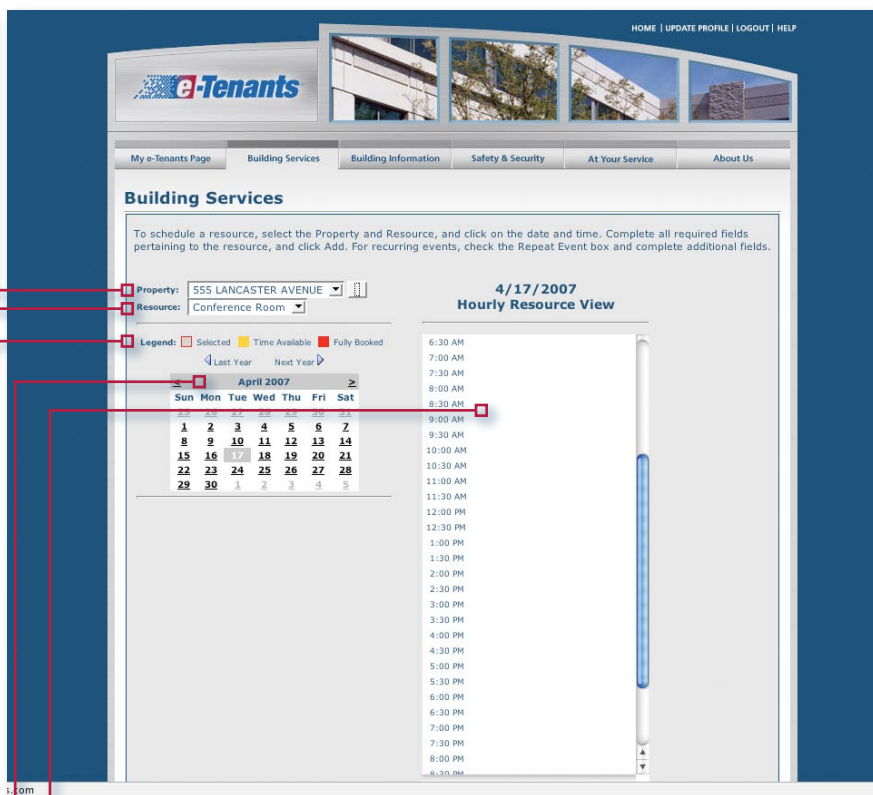 HOME | UPDATE PROFILE | LOGOUT | HELP
e-Tenants
My e-Tenants Page Building Services Building Information Safety & Security At Your Service About Us
Building Services
To schedule a resource, select the Property and Resource, and click on the date and time. Complete all required fields
pertaining to the resource, and click Add. For recurring events, check the Repeat Event box and complete additional fields.
Property: 555 LANCASTER AVENUE
Resource: Conference Room
Legend: Selected Time Available Fully Booked
Last Year Next Year
< April 2007 >
Sun Mon Tue Wed Thu Fri Sat
25 26 27 28 29 30 31
1 2 3 4 5 6 7
8 9 10 11 12 13 14
15 16 17 18 19 20 21
22 23 24 25 26 27 28
29 30 1 2 3 4 5
4/17/2007
Hourly Resource View
6:30 AM
7:00 AM
7:30 AM
8:00 AM
8:30 AM
9:00 AM
9:30 AM
10:00 AM
10:30 AM
11:00 AM
11:30 AM
12:00 PM
12:30 PM
1:00 PM
1:30 PM
2:00 PM
2:30 PM
3:00 PM
3:30 PM
4:00 PM
4:30 PM
5:00 PM
5:30 PM
6:00 PM
6:30 PM
7:00 PM
7:30 PM
8:00 PM
8:30 PM
s.com